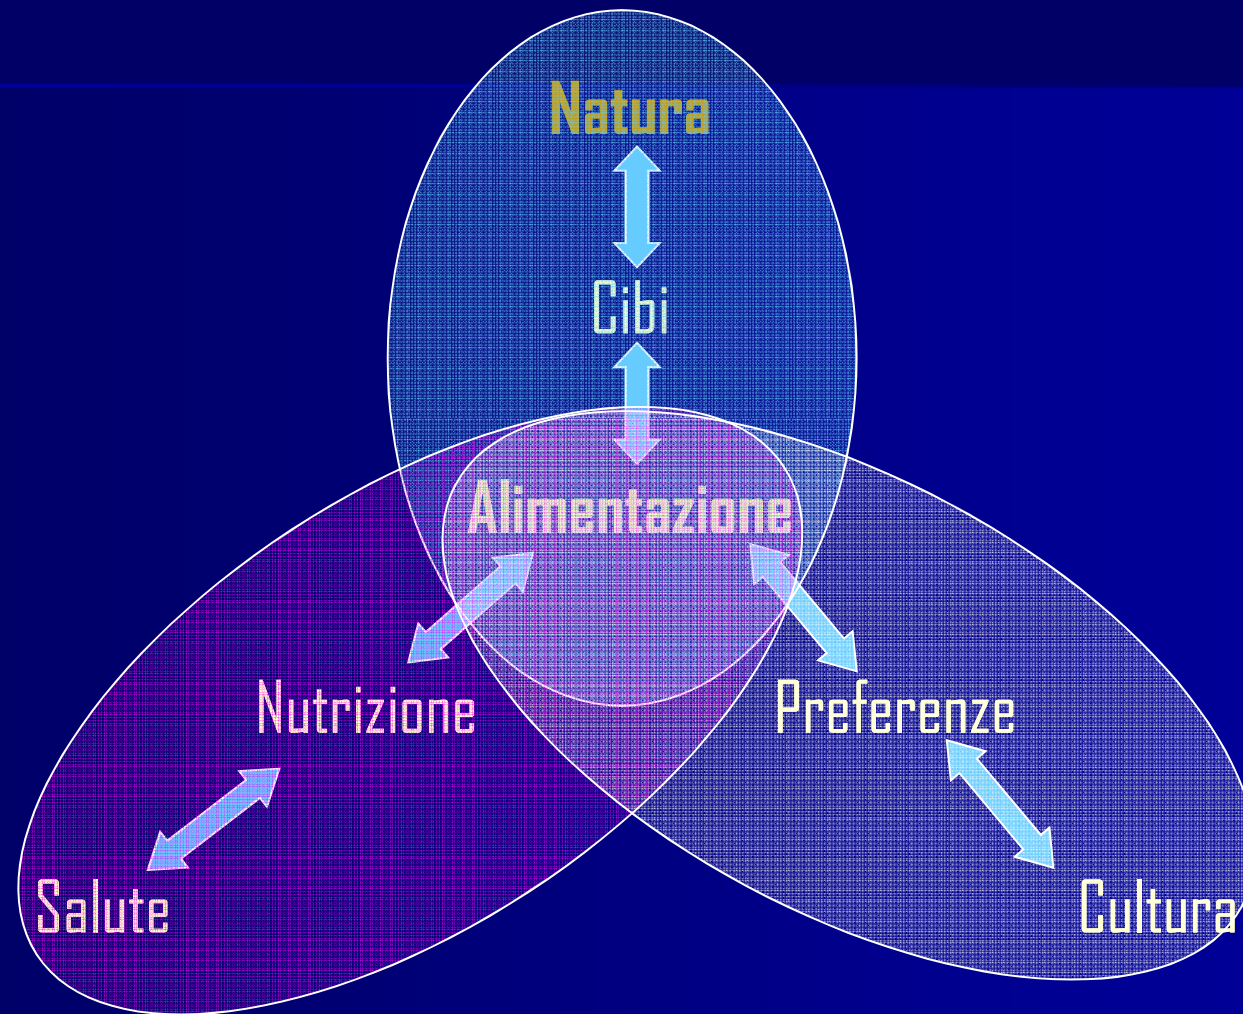 Natura
Cibi
Alimentazione
Nutrizione
Preferenze
Salute
Cultura